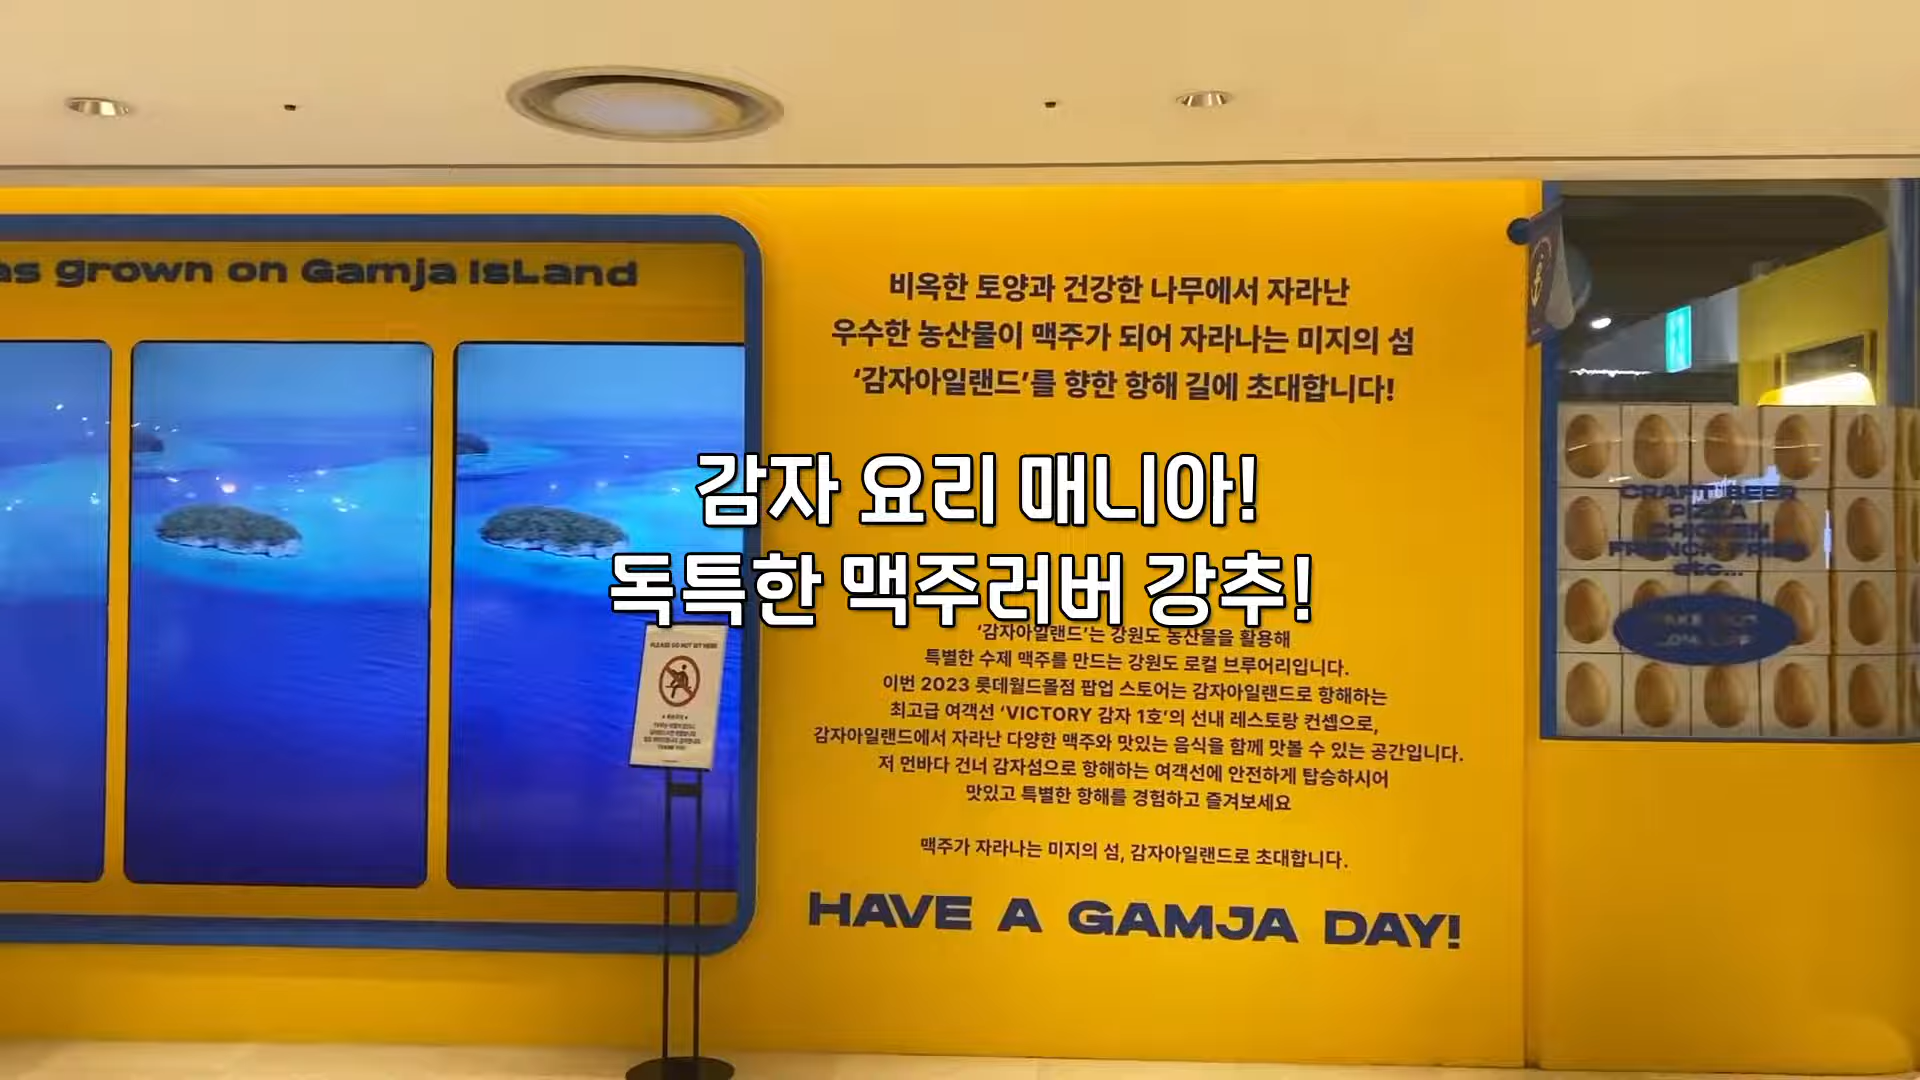 as grown on Gamja IsLand
비옥한 토양과 건강한 나무에서 자라난
우수한 농산물이 맥주가 되어 자라나는 미지의 섬
‘감자아일랜드’를 향한 항해 길에 초대합니다!
감자 요리 매니아!
독특한 맥주러버 강추!
‘감자아일랜드’는 강원도 농산물을 활용해
특별한 수제 맥주를 만드는 강원도 로컬 브루어리입니다.
이번 2023 롯데월드몰점 팝업 스토어는 감자아일랜드로 항해하는
최고급 여객선 ‘VICTORY 감자 1호’의 선내 레스토랑 컨셉으로,
감자아일랜드에서 자라난 다양한 맥주와 맛있는 음식을 함께 맛볼 수 있는 공간입니다.
저 먼바다 건너 감자섬으로 항해하는 여객선에 안전하게 탑승하시어
맛있고 특별한 항해를 경험하고 즐겨보세요
맥주가 자라나는 미지의 섬, 감자아일랜드로 초대합니다.
HAVE A GAMJA DAY!
PLEASE DO NOT SIT HERE
THANK YOU
CRAFT BEER
PIZZA
CHICKEN
FRENCH FRIES
etc...